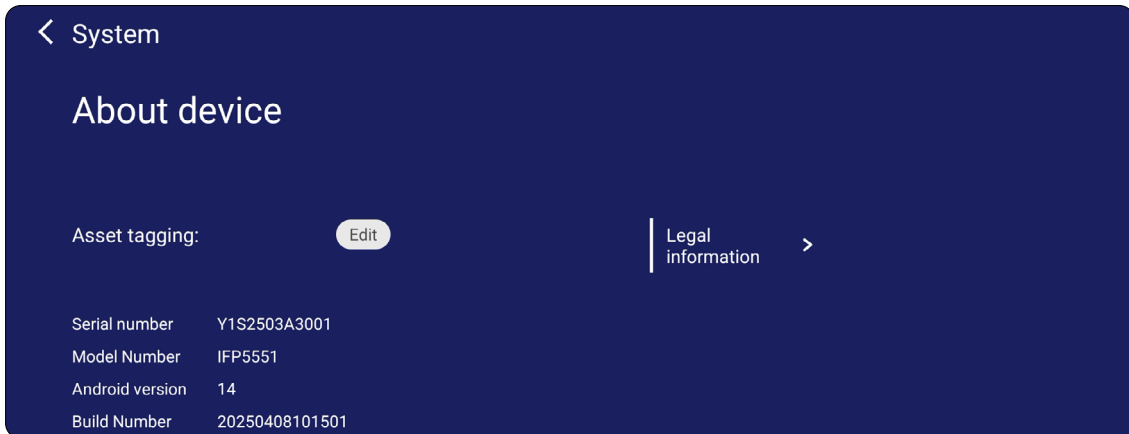 System
About device
Asset tagging:
Edit
Legal
information
Serial number Y1S2503A3001
Model Number IFP5551
Android version 14
Build Number 20250408101501